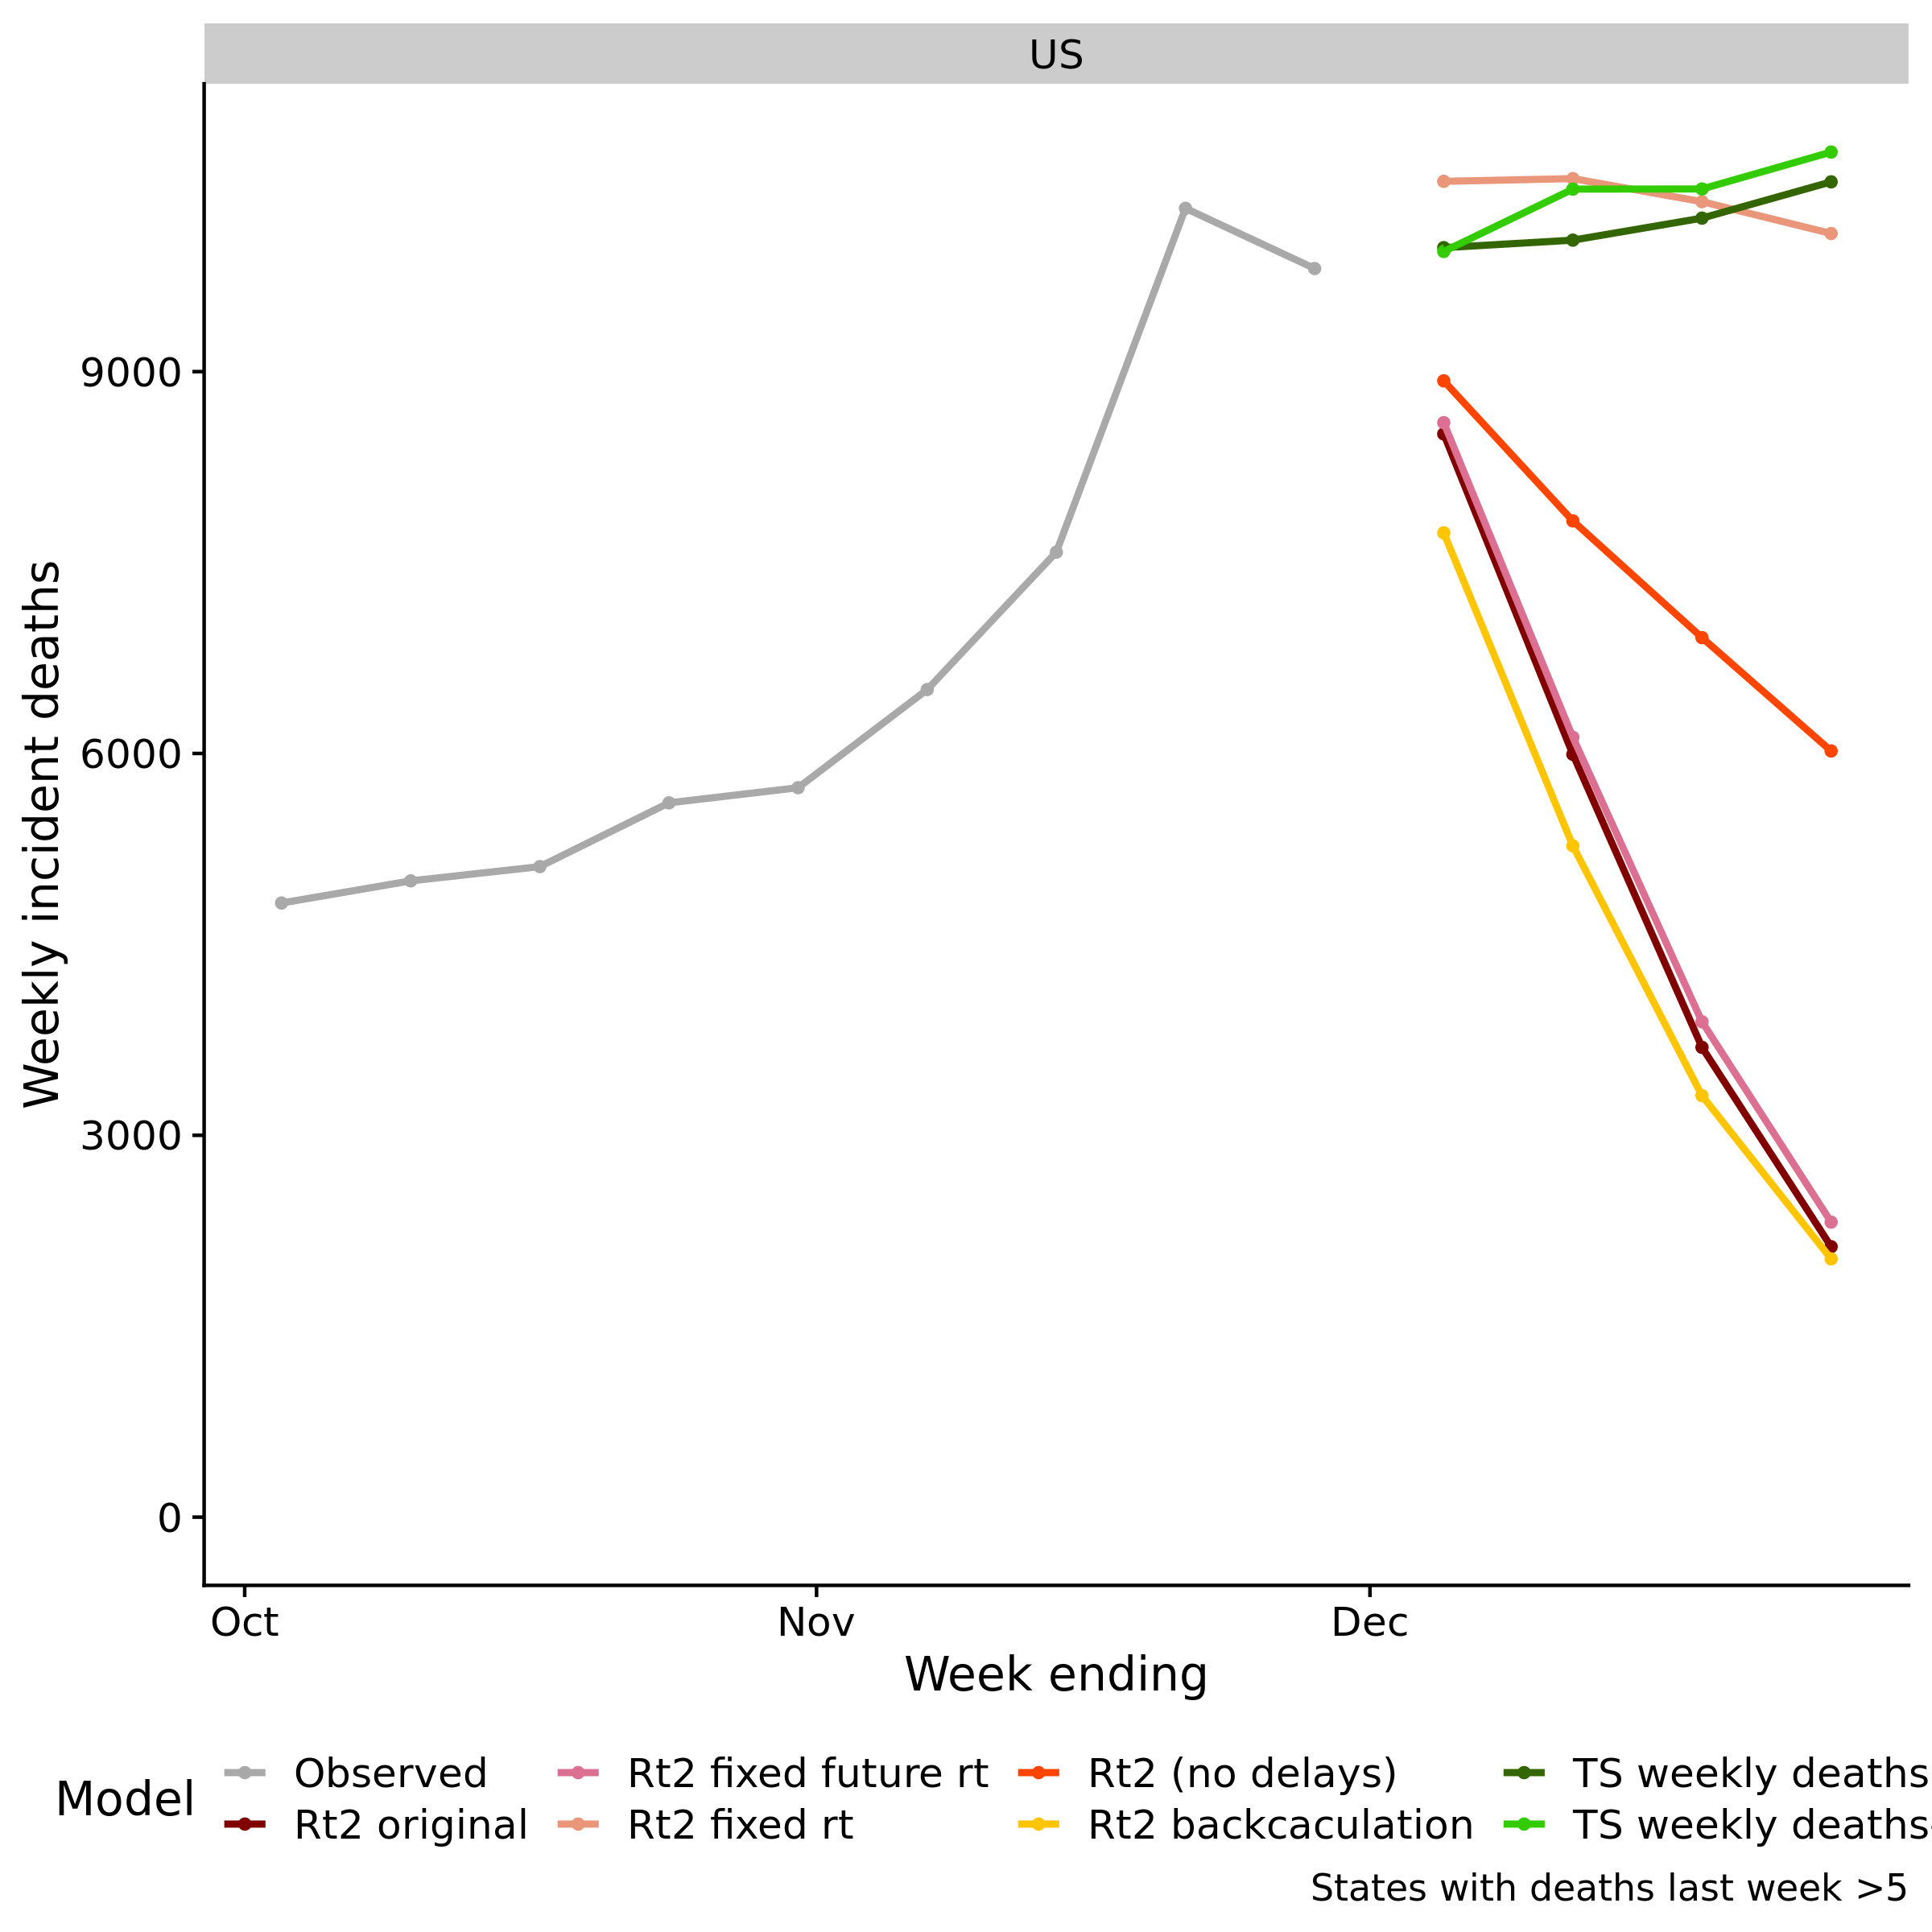 US
Weekly incident deaths
9000
6000
3000
0
Oct Nov Dec
Week ending
Model
Observed Rt2 fixed future rt Rt2 (no delays) TS weekly deaths
Rt2 original Rt2 fixed rt Rt2 backcaculation TS weekly deaths
States with deaths last week >5